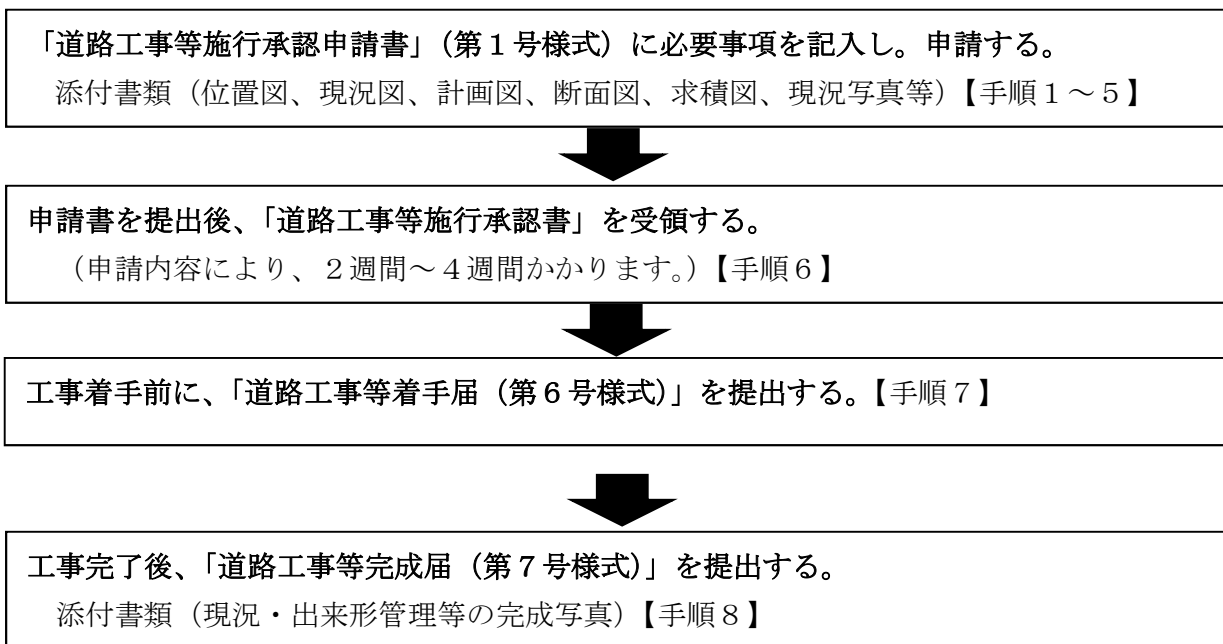 「道路工事等施行承認申請書」(第1号様式)に必要事項を記入し。申請する。
添付書類(位置図、現況図、計画図、断面図、求積図、現況写真等)【手順1~5】
申請書を提出後、「道路工事等施行承認書」を受領する。
(申請内容により、2週間~4週間かかります。)【手順6】
工事着手前に、「道路工事等着手届(第6号様式)」を提出する。【手順7】
工事完了後、「道路工事等完成届(第7号様式)」を提出する。
添付書類(現況・出来形管理等の完成写真)【手順8】